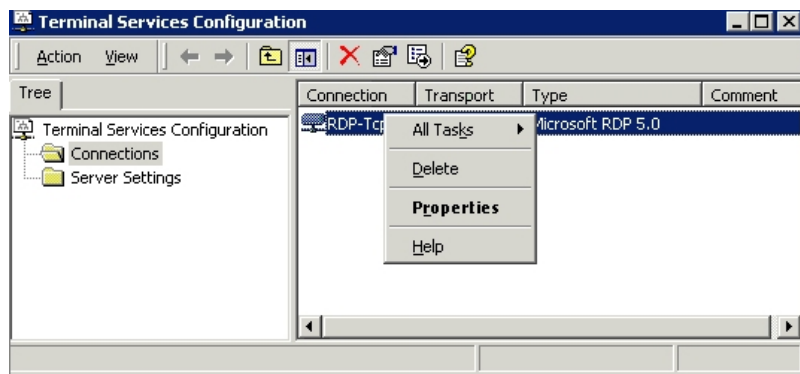 Terminal Services Configuration
Action View
Tree
Connection Transport Type Comment
Terminal Services Configuration
Connections
Server Settings
RDP-Tcp Microsoft RDP 5.0
All Tasks
Delete
Properties
Help